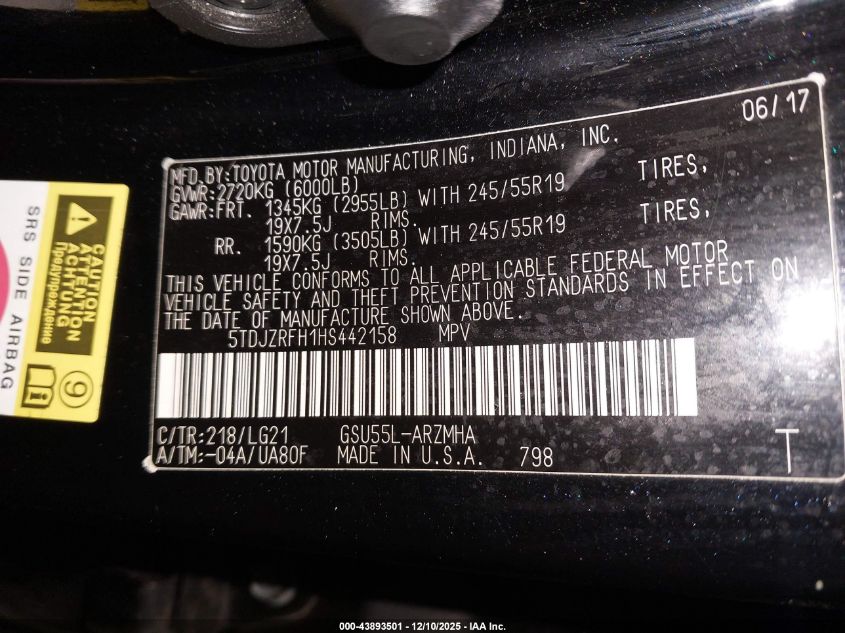 06/17
MFD.BY:TOYOTA MOTOR MANUFACTURING, INDIANA, INC.
GVWR:2720KG (6000LB)
GAWR:FRT. 1345KG (2955LB) WITH 245/55R19 TIRES,
19X7.5J RIMS.
RR. 1590KG (3505LB) WITH 245/55R19 TIRES,
19X7.5J RIMS.
THIS VEHICLE CONFORMS TO ALL APPLICABLE FEDERAL MOTOR
VEHICLE SAFETY AND THEFT PREVENTION STANDARDS IN EFFECT ON
THE DATE OF MANUFACTURE SHOWN ABOVE.
5TDJZRFH1HS442158 MPV
C/TR:218/LG21 GSU55L-ARZMHA
A/TM:-04A/UA80F MADE IN U.S.A. 798 T
SRS SIDE AIRBAG
CAUTION
ATTENTION
ACHTUNG
Предупреждение
9
i
000-43893501 - 12/10/2025 - IAA Inc.